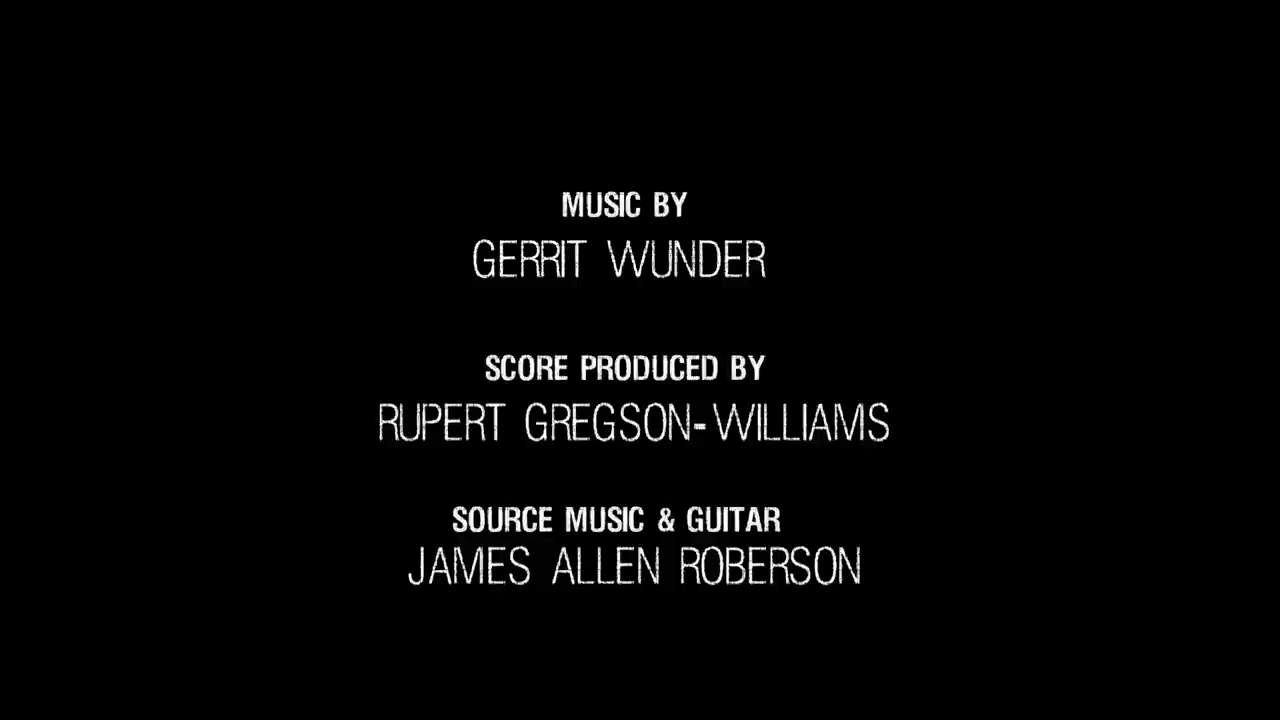 MUSIC BY
GERRIT WUNDER
SCORE PRODUCED BY
RUPERT GREGSON-WILLIAMS
SOURCE MUSIC & GUITAR
JAMES ALLEN ROBERSON